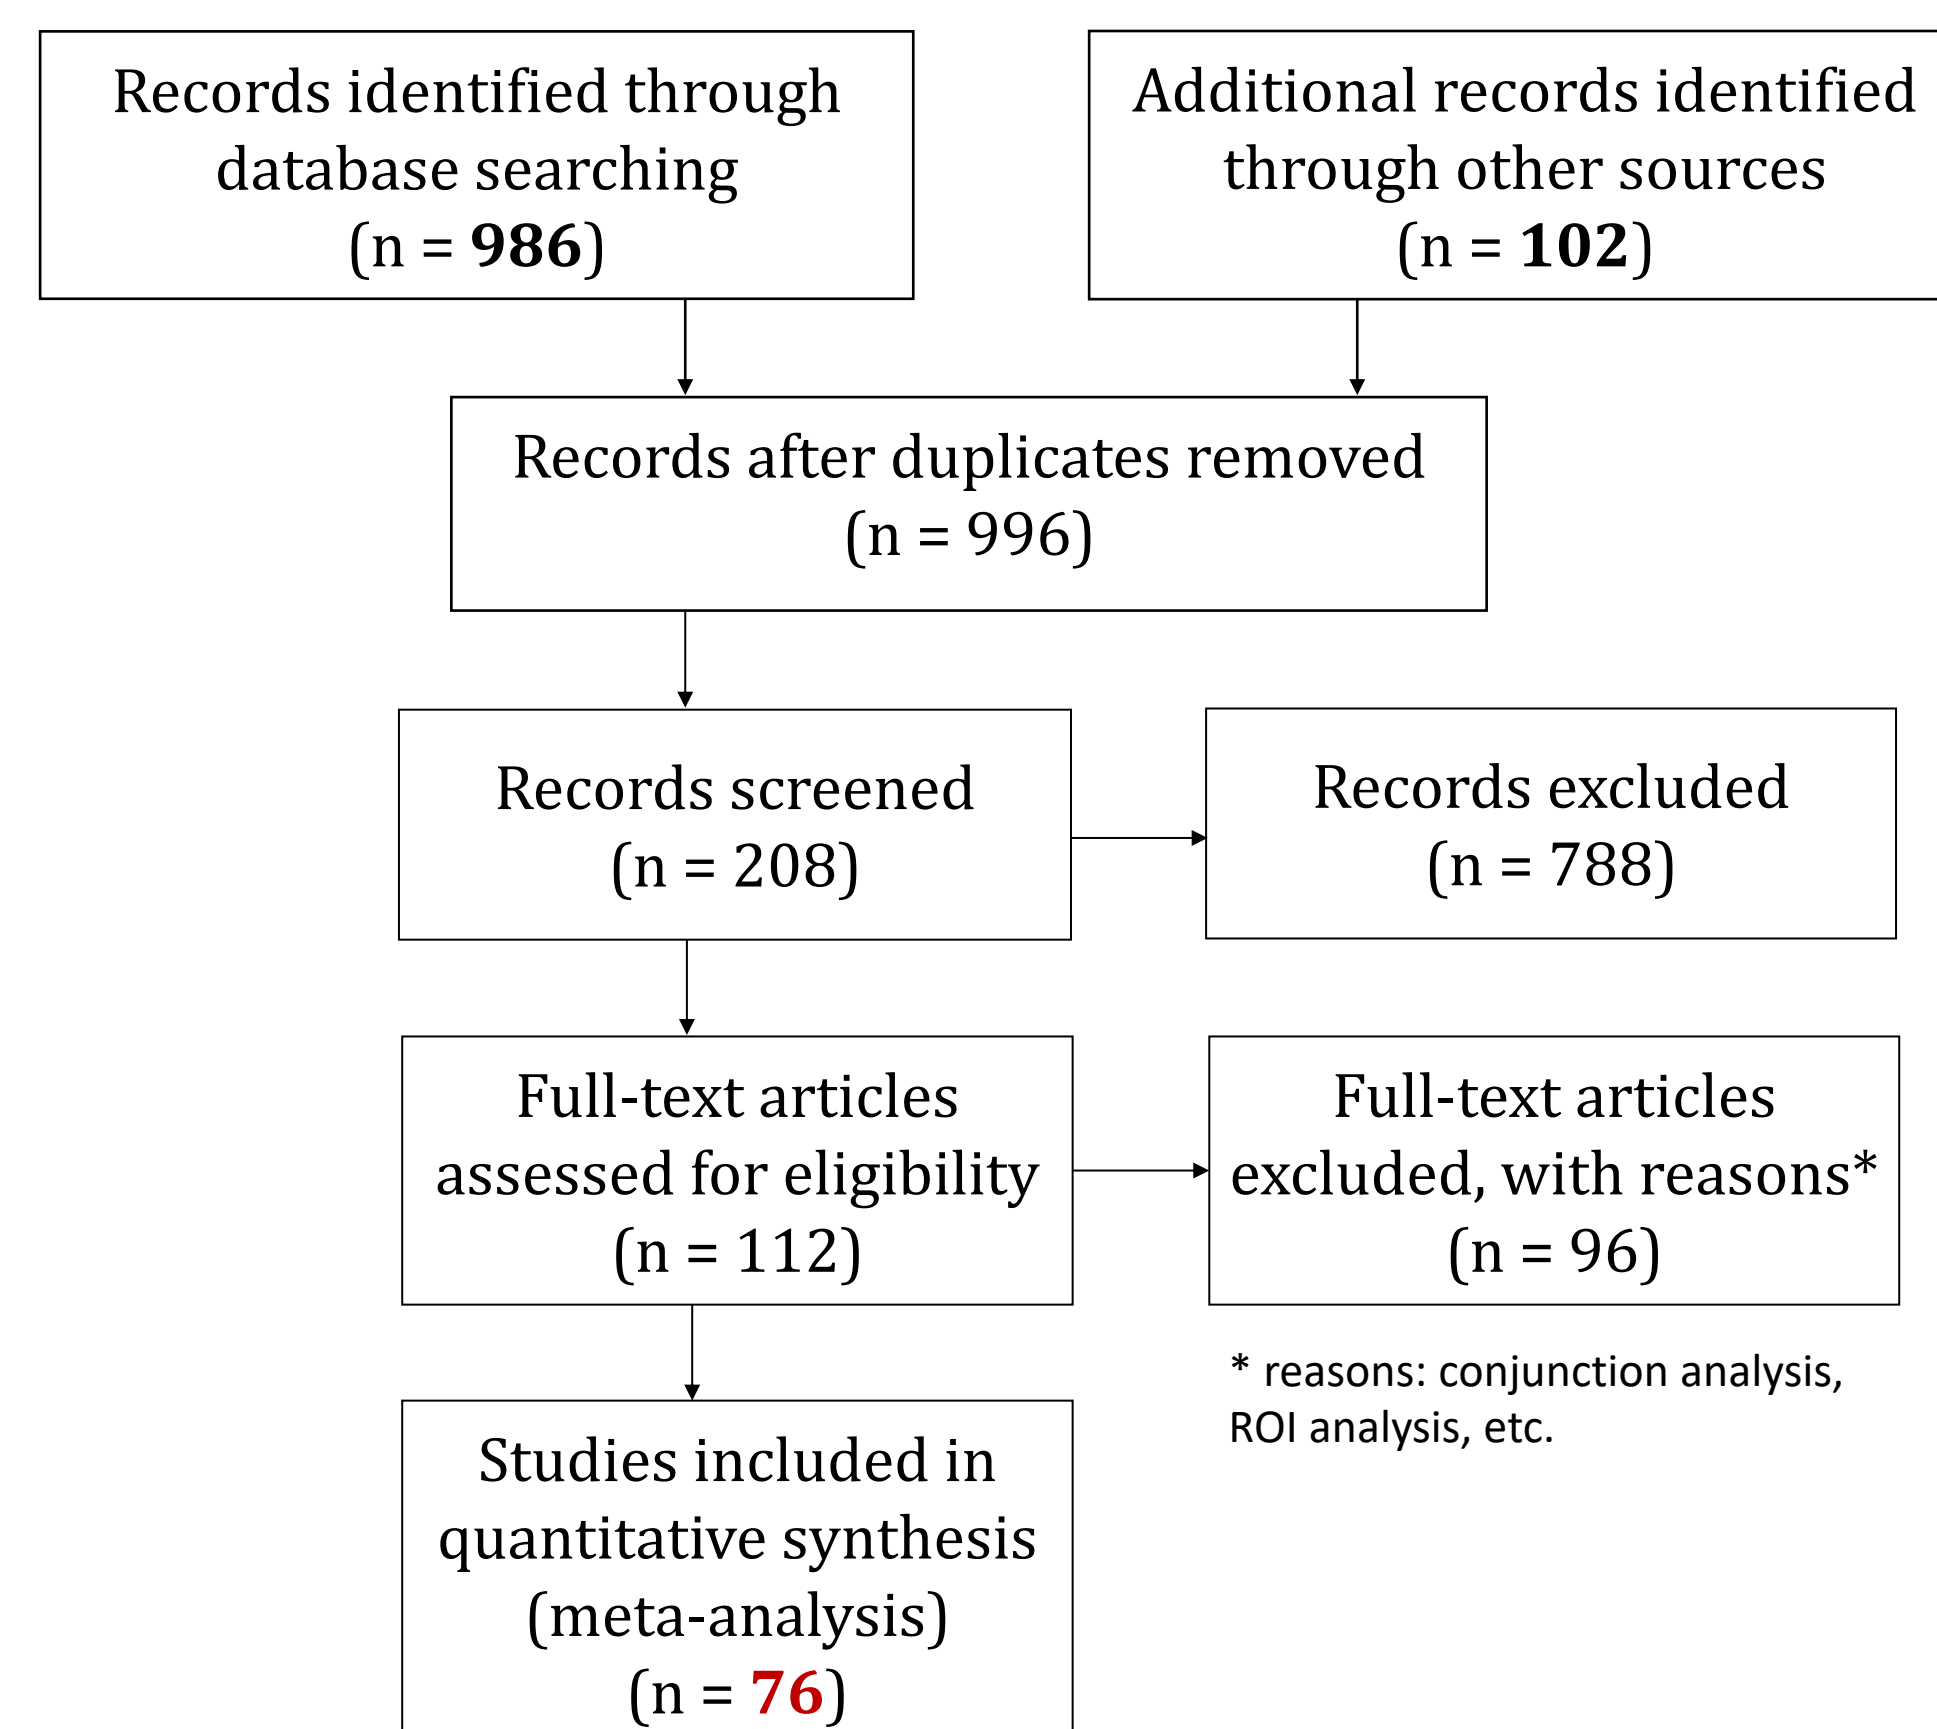 Records identified through
database searching
(n = 986)
Additional records identified
through other sources
(n = 102)
Records after duplicates removed
(n = 996)
Records screened
(n = 208)
Records excluded
(n = 788)
Full-text articles
assessed for eligibility
(n = 112)
Full-text articles
excluded, with reasons*
(n = 96)
* reasons: conjunction analysis,
ROI analysis, etc.
Studies included in
quantitative synthesis
(meta-analysis)
(n = 76)